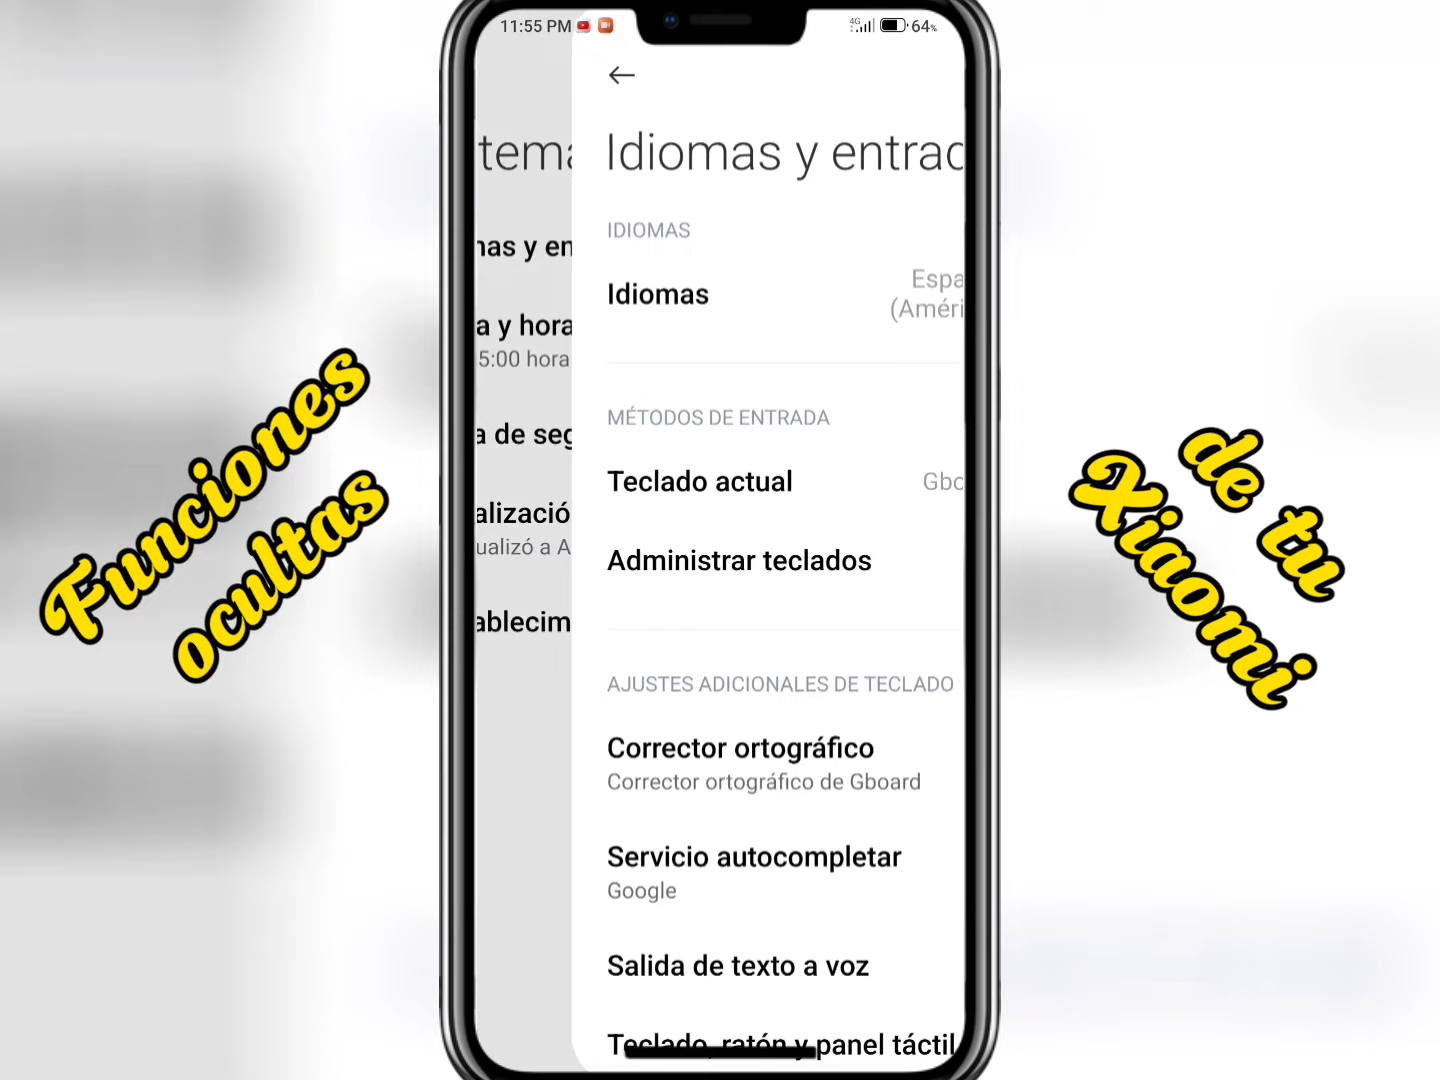 11:55 PM
4G
64%
tema
Idiomas y entrad
nas y en
a y hora
5:00 hora
a de seg
alizació
ualizó a A
ablecim
IDIOMAS
Idiomas
Espa
(Améri
MÉTODOS DE ENTRADA
Teclado actual
Gbo
Administrar teclados
AJUSTES ADICIONALES DE TECLADO
Corrector ortográfico
Corrector ortográfico de Gboard
Servicio autocompletar
Google
Salida de texto a voz
Teclado, ratón y panel táctil
Funciones
ocultas
de tu
Xiaomi